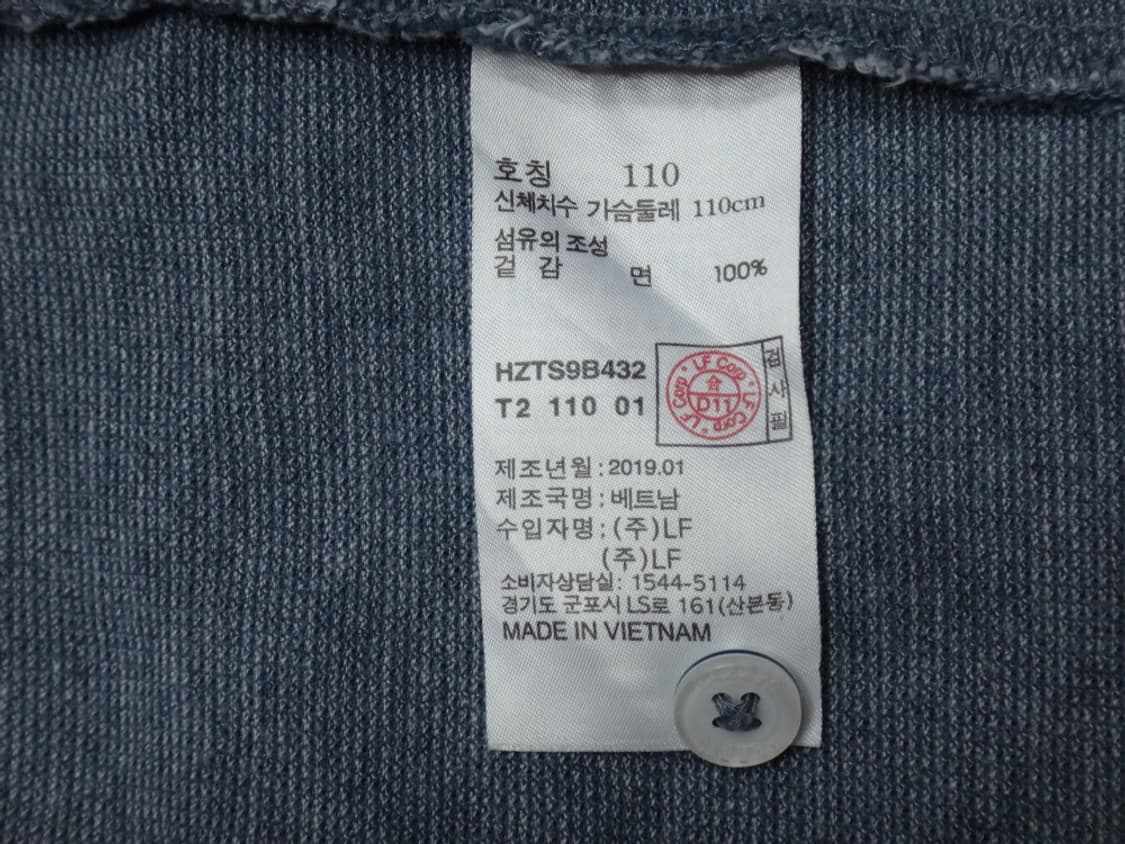 호칭 110
신체치수 가슴둘레 110cm
섬유의 조성
겉 감 면 100%
HZTS9B432
T2 110 01
LF Corp · LF Corp · LF Corp
合
D11
검사필
제조년월 : 2019.01
제조국명 : 베트남
수입자명 : (주)LF
(주)LF
소비자상담실: 1544-5114
경기도 군포시 LS로 161(산본동)
MADE IN VIETNAM